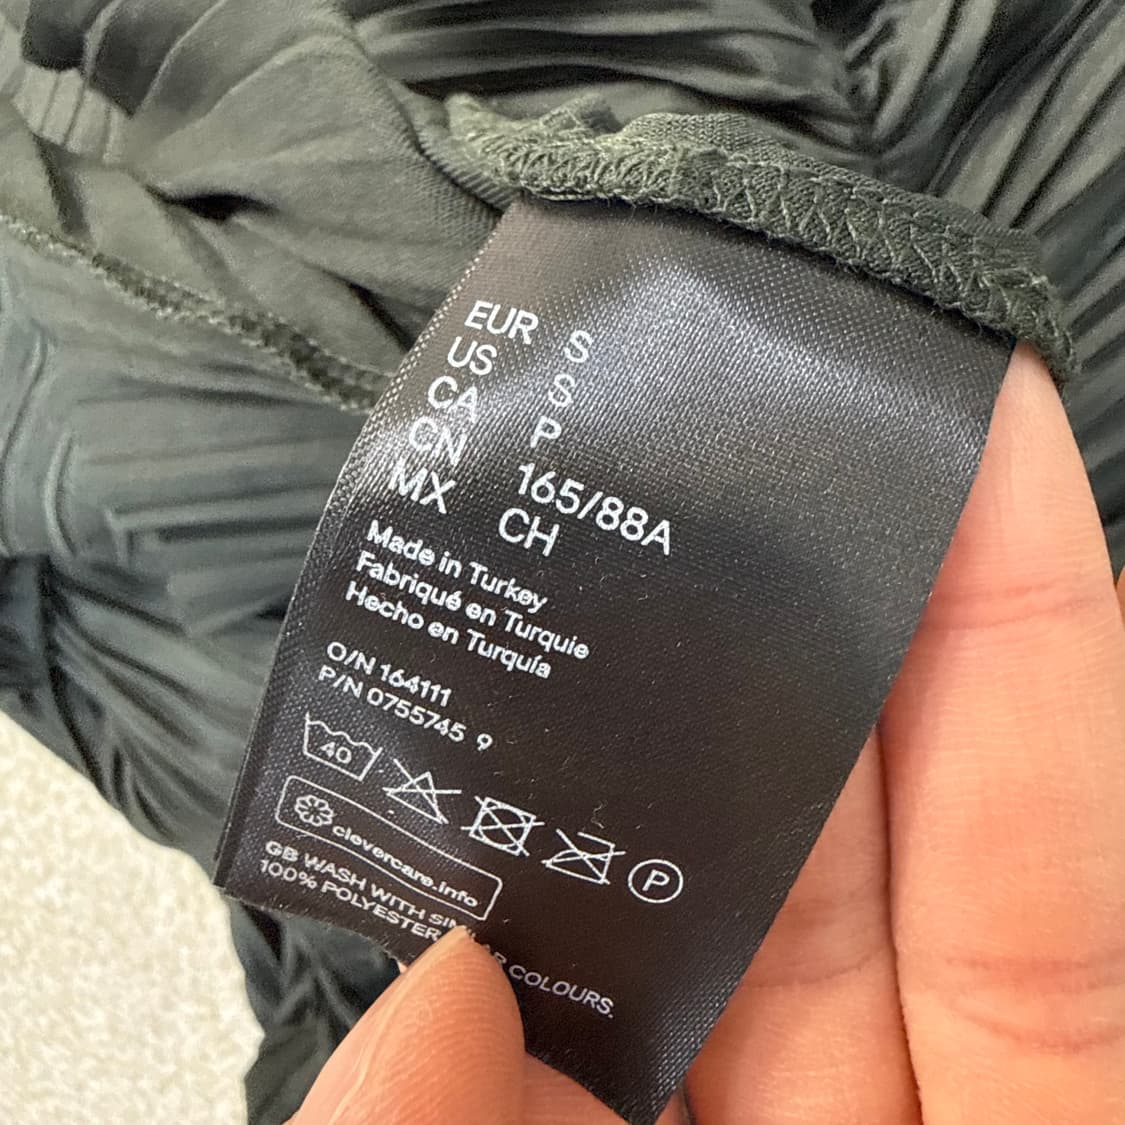 EUR S
US S
CA P
CN 165/88A
MX CH
Made in Turkey
Fabriqué en Turquie
Hecho en Turquía
O/N 164111
P/N 0755745 9
40
P
clevercare.info
GB WASH WITH COLOURS.
100% POLYESTER